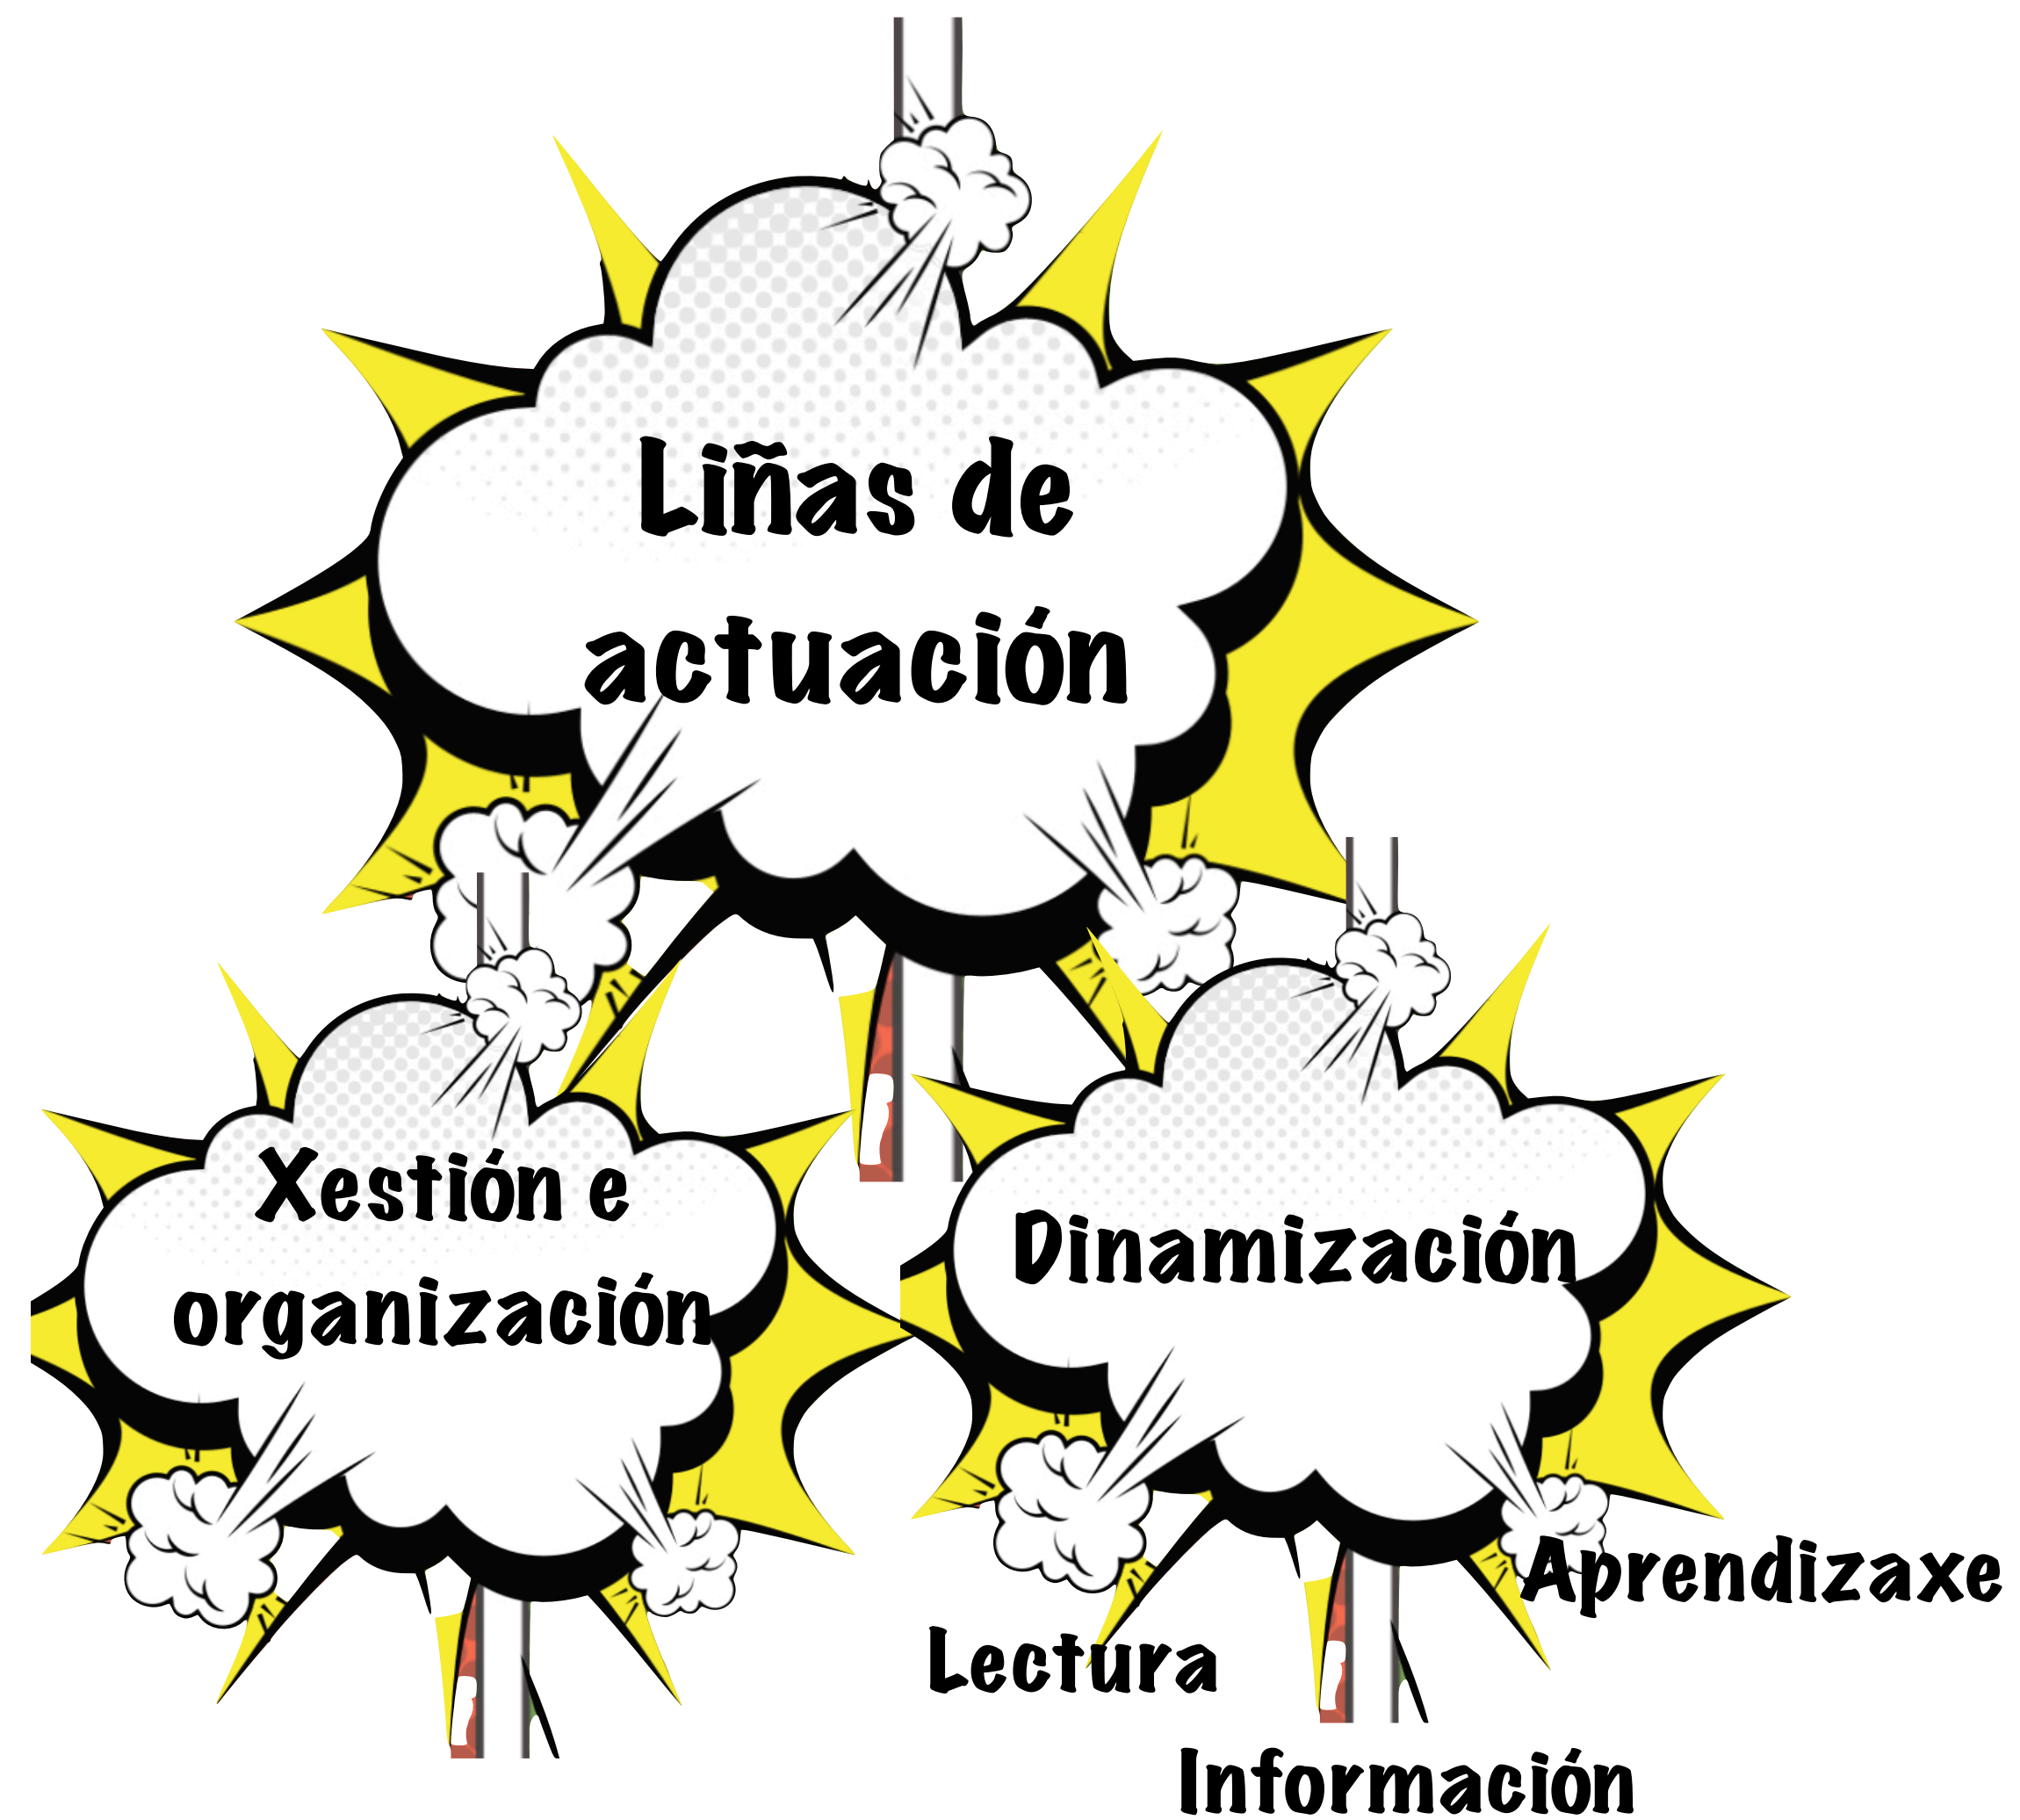 Liñas de
actuación
Xestión e
organización
Dinamización
Aprendizaxe
Lectura
Información